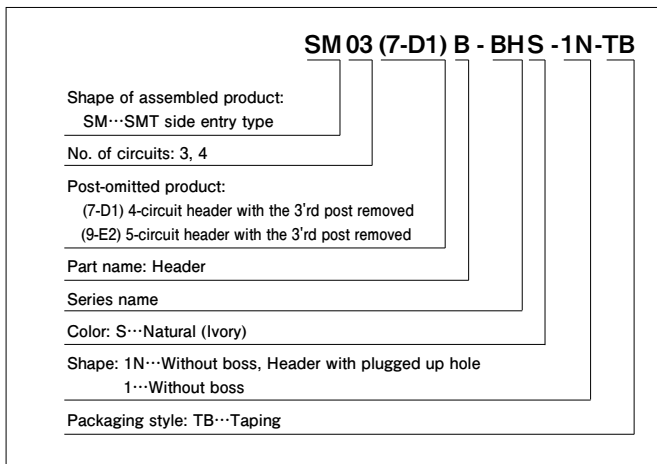 SM 03 (7-D1) B - BH S - 1N - TB
Shape of assembled product:
SM···SMT side entry type
No. of circuits: 3, 4
Post-omitted product:
(7-D1) 4-circuit header with the 3'rd post removed
(9-E2) 5-circuit header with the 3'rd post removed
Part name: Header
Series name
Color: S···Natural (Ivory)
Shape: 1N···Without boss, Header with plugged up hole
1···Without boss
Packaging style: TB···Taping